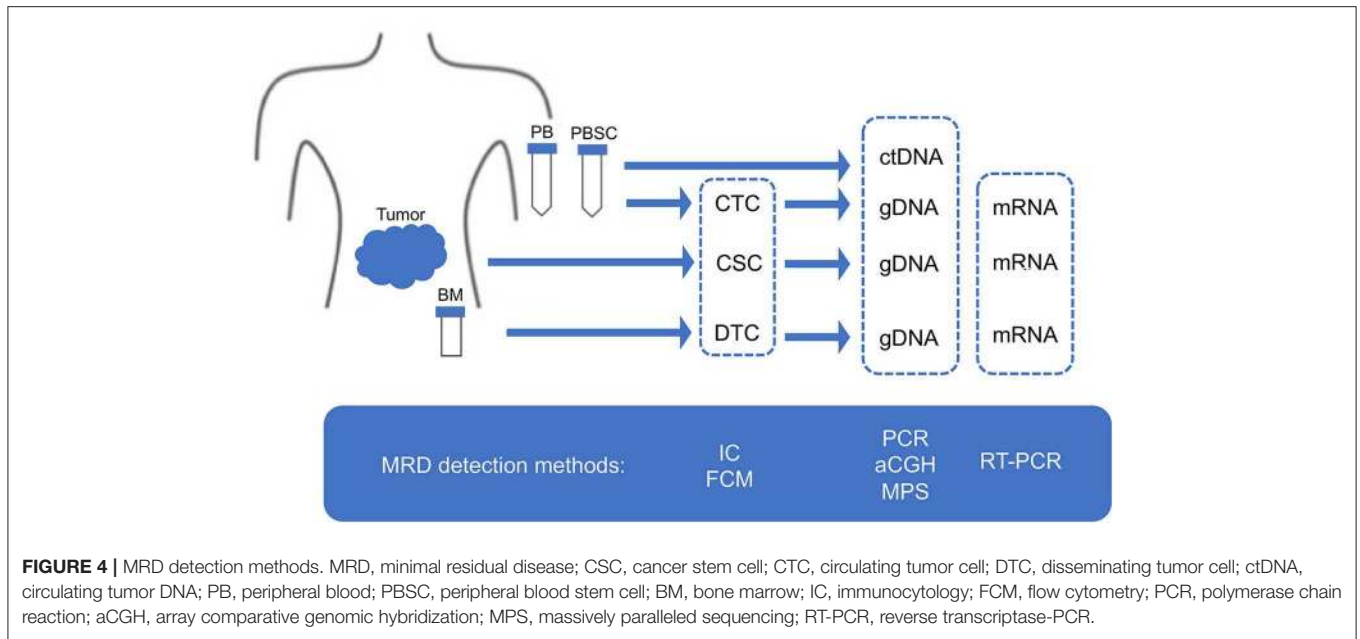 PB PBSC
ctDNA
CTC gDNA mRNA
Tumor
CSC gDNA mRNA
BM
DTC gDNA mRNA
MRD detection methods:
IC
FCM
PCR
aCGH
MPS
RT-PCR
FIGURE 4 | MRD detection methods. MRD, minimal residual disease; CSC, cancer stem cell; CTC, circulating tumor cell; DTC, disseminating tumor cell; ctDNA,
circulating tumor DNA; PB, peripheral blood; PBSC, peripheral blood stem cell; BM, bone marrow; IC, immunocytology; FCM, flow cytometry; PCR, polymerase chain
reaction; aCGH, array comparative genomic hybridization; MPS, massively paralleled sequencing; RT-PCR, reverse transcriptase-PCR.